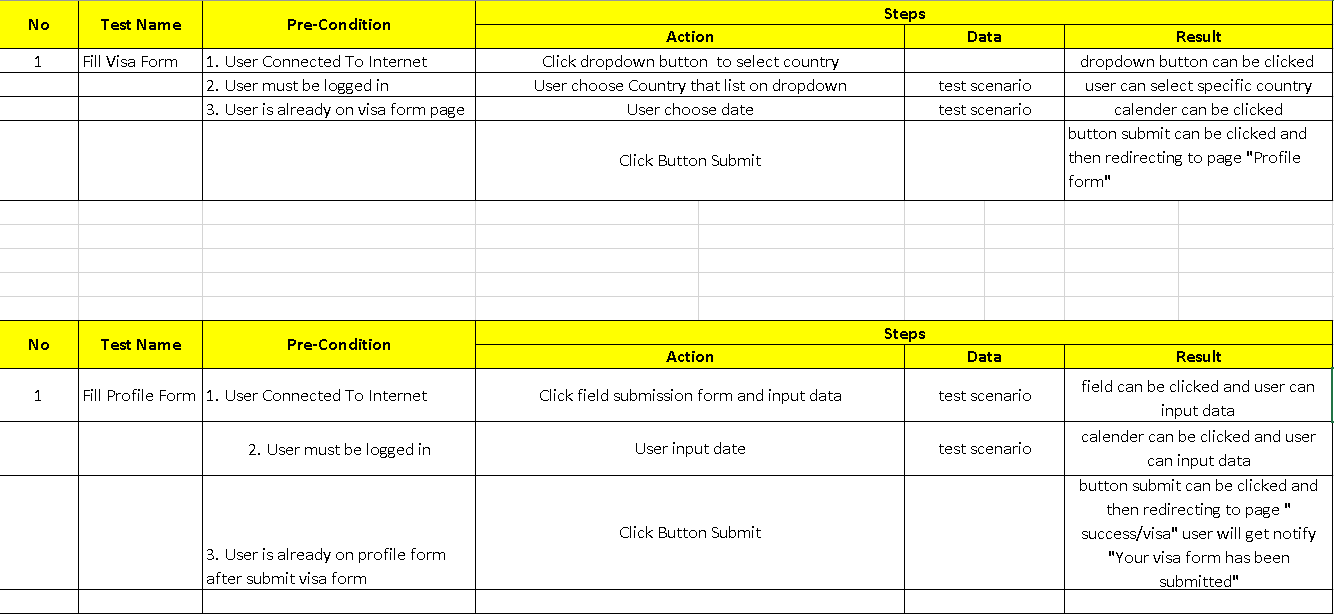 No Test Name Pre-Condition Steps
Action Data Result
1 Fill Visa Form 1. User Connected To Internet Click dropdown button to select country dropdown button can be clicked
2. User must be logged in User choose Country that list on dropdown test scenario user can select specific country
3. User is already on visa form page User choose date test scenario calender can be clicked
Click Button Submit
button submit can be clicked and
then redirecting to page "Profile
form"
No Test Name Pre-Condition Steps
Action Data Result
1 Fill Profile Form 1. User Connected To Internet Click field submission form and input data test scenario
field can be clicked and user can
input data
2. User must be logged in User input date test scenario
calender can be clicked and user
can input data
3. User is already on profile form
after submit visa form
Click Button Submit
button submit can be clicked and
then redirecting to page "
success/visa" user will get notify
"Your visa form has been
submitted"